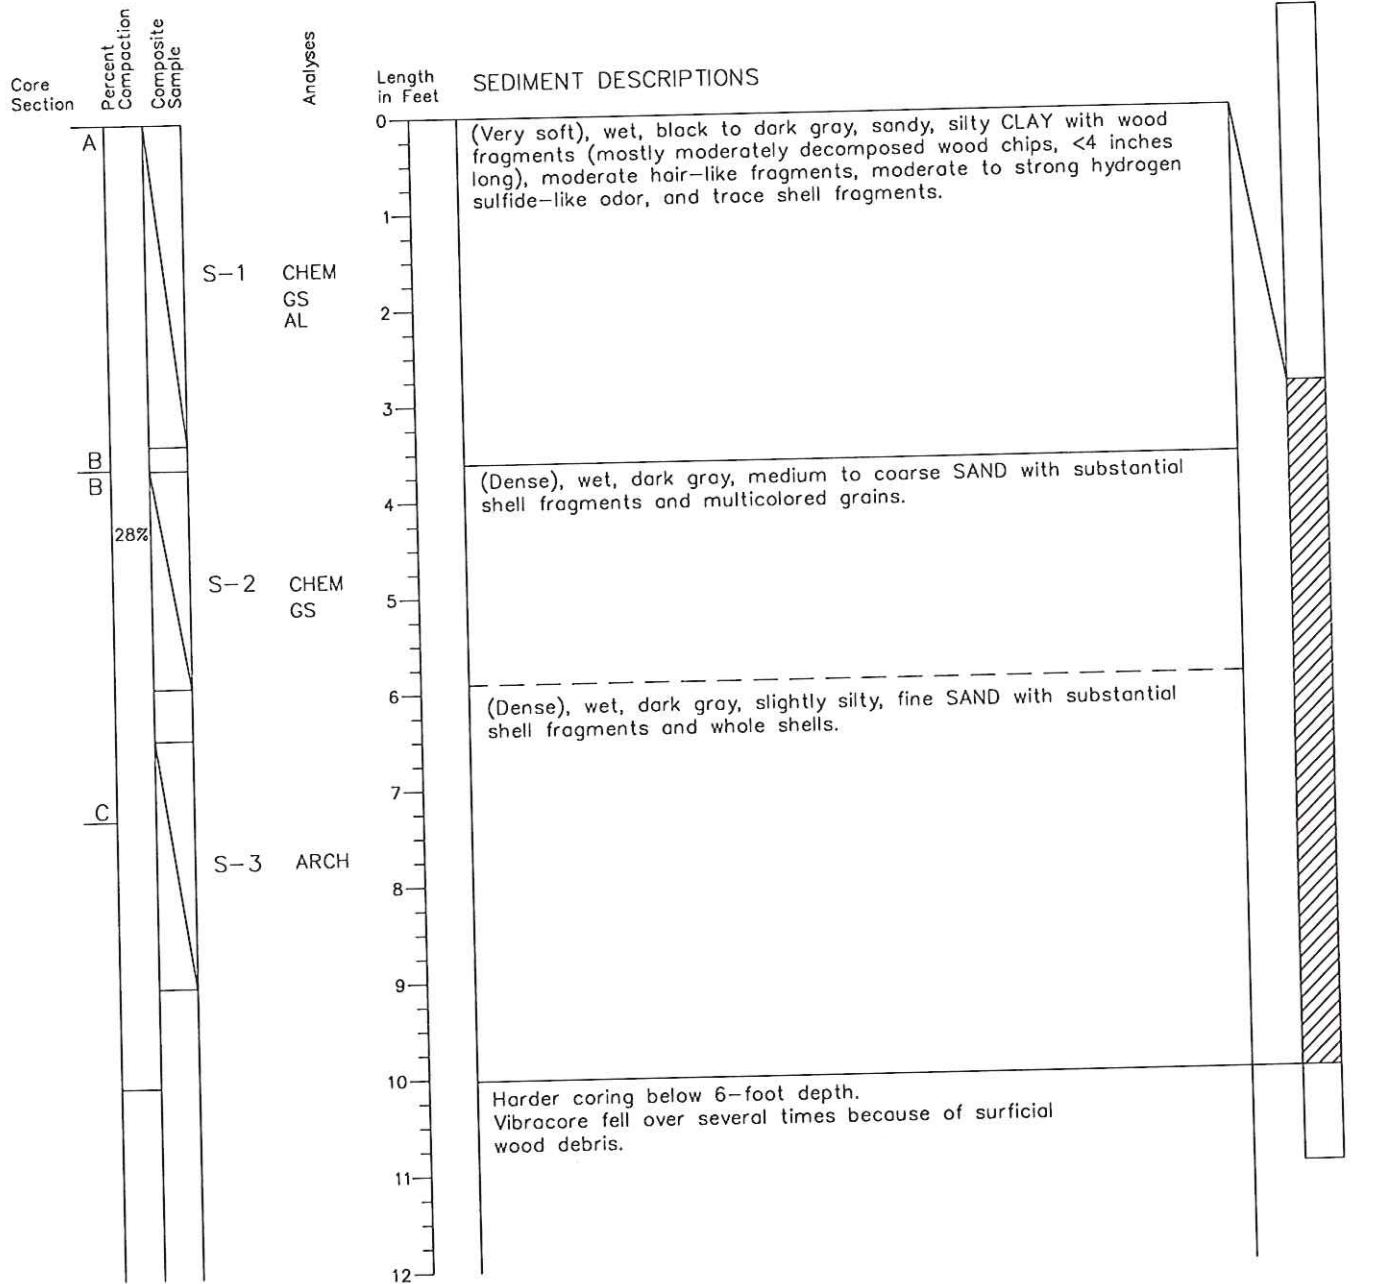 Core
Section
Percent
Compaction
Composite
Sample
Analyses
Length
in Feet
SEDIMENT DESCRIPTIONS
0
(Very soft), wet, black to dark gray, sandy, silty CLAY with wood
fragments (mostly moderately decomposed wood chips, <4 inches
long), moderate hair-like fragments, moderate to strong hydrogen
sulfide-like odor, and trace shell fragments.
A
1
S-1 CHEM
GS
AL
2
3
B
B
(Dense), wet, dark gray, medium to coarse SAND with substantial
shell fragments and multicolored grains.
4
28%
S-2 CHEM
GS
5
6
(Dense), wet, dark gray, slightly silty, fine SAND with substantial
shell fragments and whole shells.
7
C
S-3 ARCH
8
9
10
Harder coring below 6-foot depth.
Vibracore fell over several times because of surficial
wood debris.
11
12